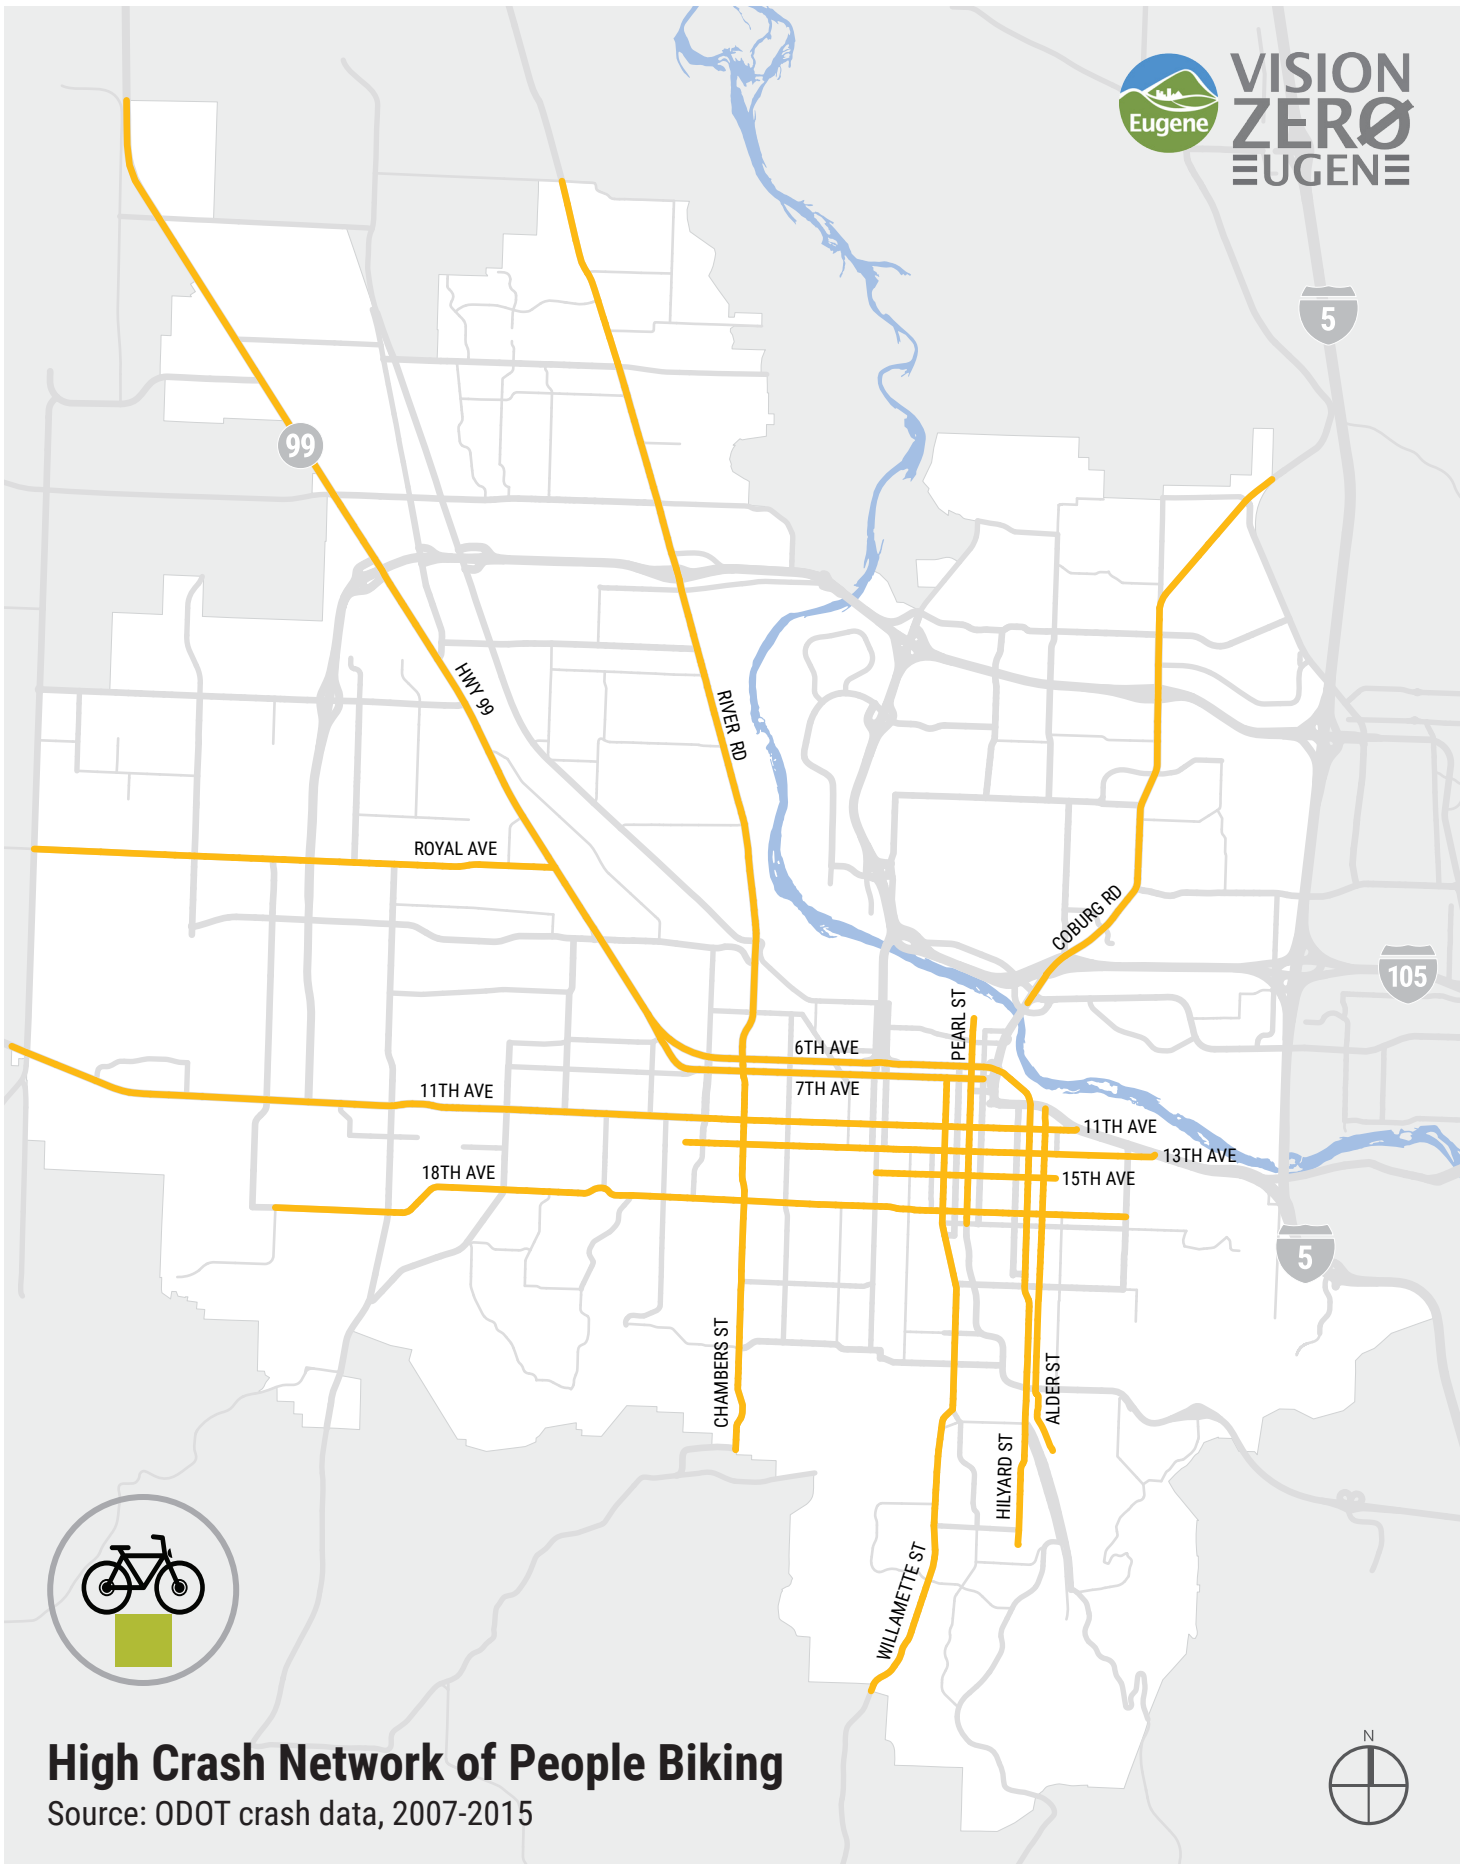 VISION
ZERØ
EUGENE
Eugene
5
99
HWY 99
RIVER RD
ROYAL AVE
COBURG RD
105
PEARL ST
6TH AVE
7TH AVE
11TH AVE
11TH AVE
13TH AVE
18TH AVE
15TH AVE
5
CHAMBERS ST
ALDER ST
HILYARD ST
WILLAMETTE ST
N
High Crash Network of People Biking
Source: ODOT crash data, 2007-2015